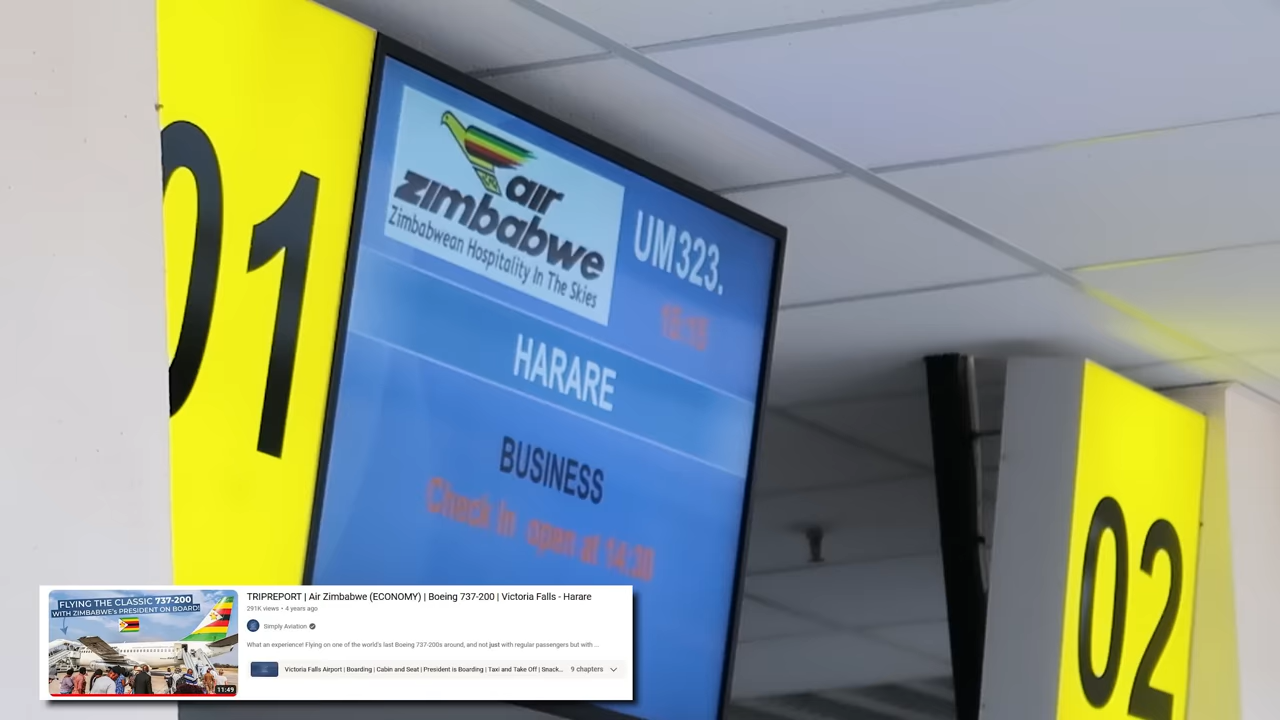 01
air
zimbabwe
Zimbabwean Hospitality In The Skies
UM323.
15:15
HARARE
BUSINESS
Check in open at 14:30
02
FLYING THE CLASSIC 737-200
WITH ZIMBABWE's PRESIDENT ON BOARD!
11:49
TRIPREPORT | Air Zimbabwe (ECONOMY) | Boeing 737-200 | Victoria Falls - Harare
291K views • 4 years ago
Simply Aviation
What an experience! Flying on one of the world's last Boeing 737-200s around, and not just with regular passengers but with ...
Victoria Falls Airport | Boarding | Cabin and Seat | President is Boarding | Taxi and Take Off | Snack...
9 chapters